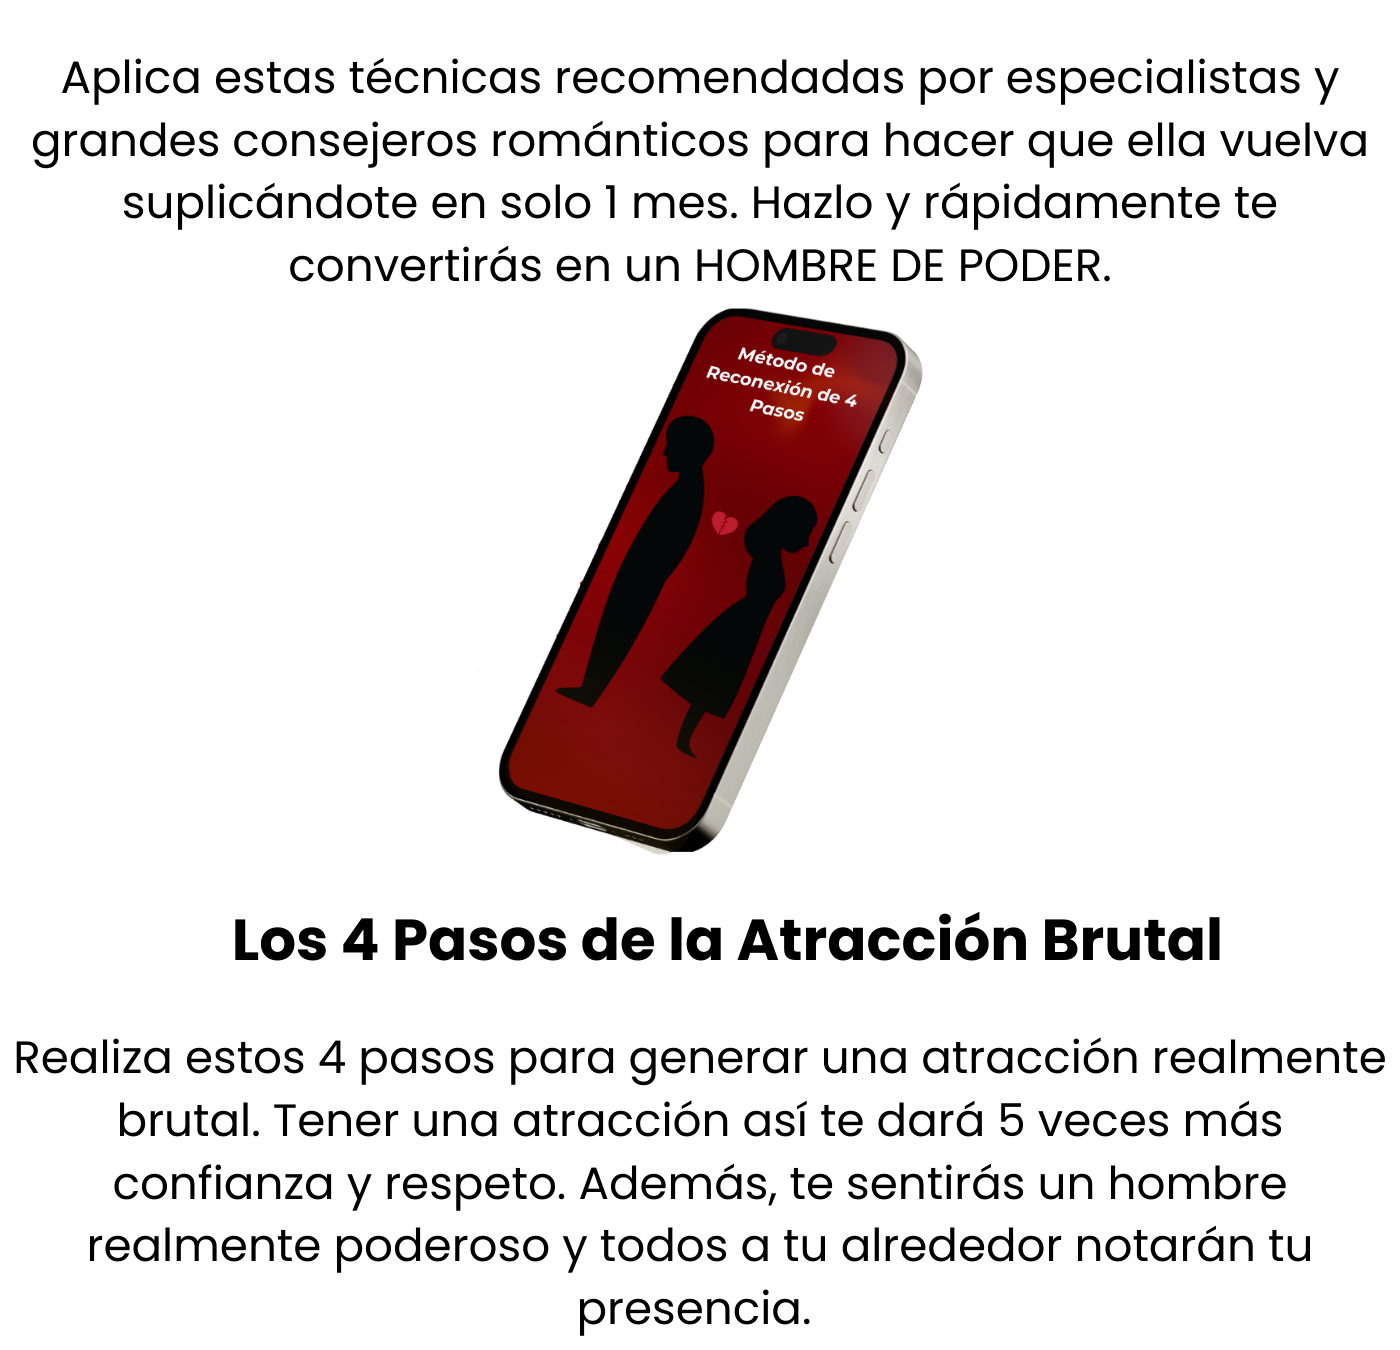 Aplica estas técnicas recomendadas por especialistas y
grandes consejeros románticos para hacer que ella vuelva
suplicándote en solo 1 mes. Hazlo y rápidamente te
convertirás en un HOMBRE DE PODER.
Método de
Reconexión de 4
Pasos
Los 4 Pasos de la Atracción Brutal
Realiza estos 4 pasos para generar una atracción realmente
brutal. Tener una atracción así te dará 5 veces más
confianza y respeto. Además, te sentirás un hombre
realmente poderoso y todos a tu alrededor notarán tu
presencia.